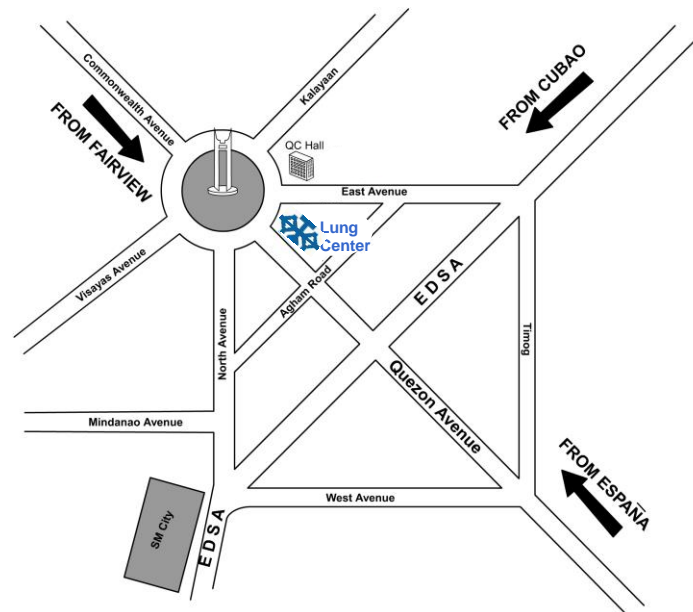 Commonwealth Avenue
Kalayaan
FROM CUBAO
FROM FAIRVIEW
QC Hall
East Avenue
Lung
Center
Visayas Avenue
Agham Road
EDSA
North Avenue
Timog
Quezon Avenue
Mindanao Avenue
FROM ESPAÑA
West Avenue
SM City
EDSA